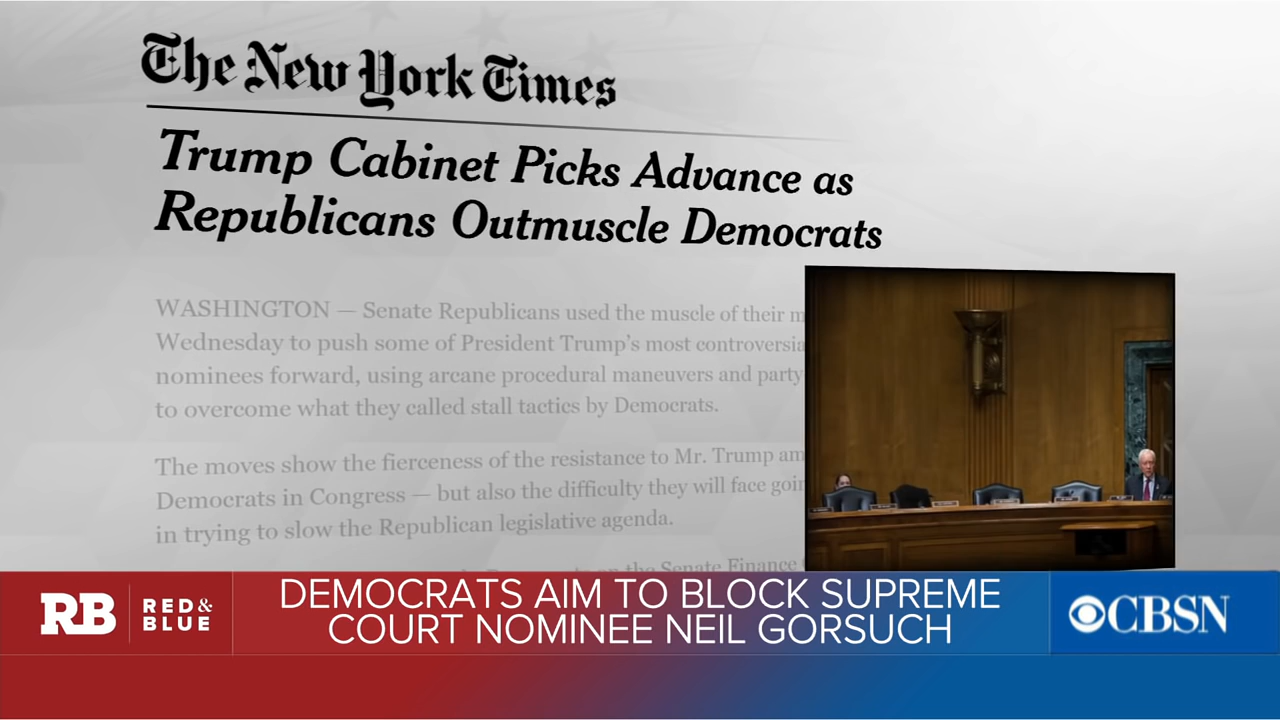 The New York Times
Trump Cabinet Picks Advance as
Republicans Outmuscle Democrats
WASHINGTON — Senate Republicans used the muscle of their
Wednesday to push some of President Trump's most
nominees forward, using arcane procedural maneuvers and party
to overcome what they called stall tactics by Democrats.
The moves show the fierceness of the resistance to Mr. Trump
Democrats in Congress — but also the difficulty they will face
in trying to slow the Republican legislative agenda.
on the Senate Finance
RB
RED&
BLUE
DEMOCRATS AIM TO BLOCK SUPREME
COURT NOMINEE NEIL GORSUCH
CBSN